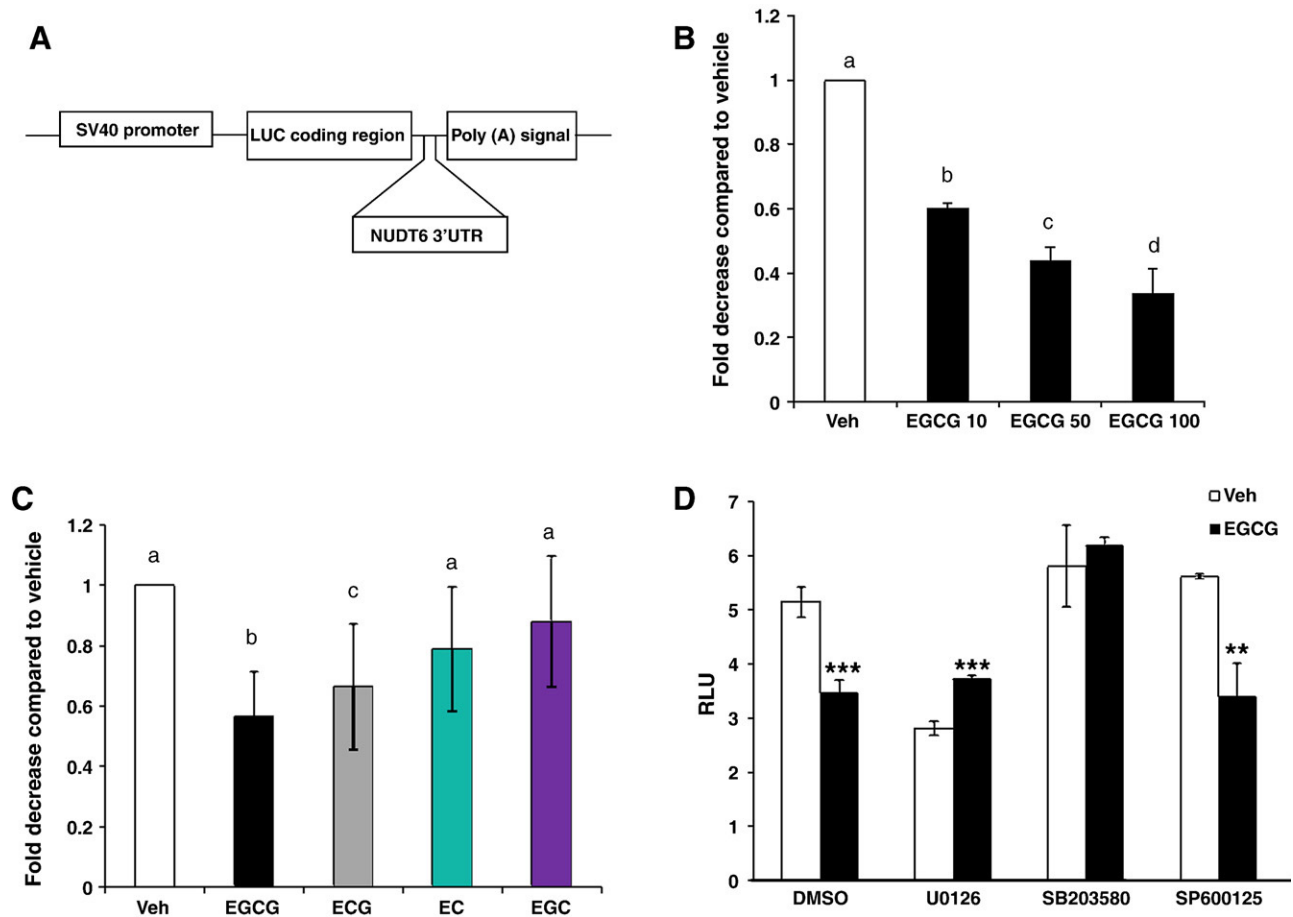 A
SV40 promoter
LUC coding region
Poly (A) signal
NUDT6 3'UTR
B
Fold decrease compared to vehicle
1.2
1
0.8
0.6
0.4
0.2
0
a
b
c
d
Veh
EGCG 10
EGCG 50
EGCG 100
C
Fold decrease compared to vehicle
1.2
1
0.8
0.6
0.4
0.2
0
a
b
c
a
a
Veh
EGCG
ECG
EC
EGC
D
Veh
EGCG
RLU
7
6
5
4
3
2
1
0
***
***
**
DMSO
U0126
SB203580
SP600125